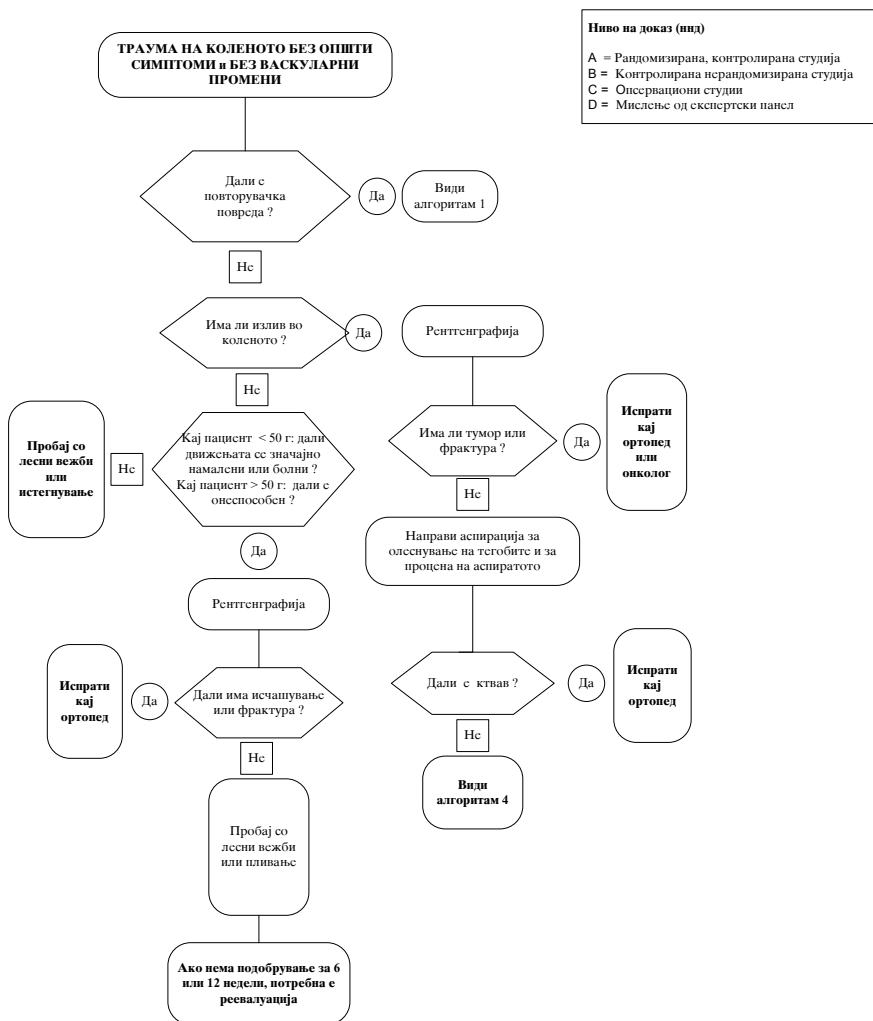 ТРАУМА НА КОЛЕНОТО БЕЗ ОПШТИ
СИМПТОМИ и БЕЗ ВАСКУЛАРНИ
ПРОМЕНИ
Ниво на доказ (ннд)
A = Рандомизирана, контролирана студија
B = Контролирана нерандомизирана студија
C = Опсервациони студии
D = Мислење од експертски панел
Дали е
повторувачка
повреда ?
Да
Види
алгоритам 1
Не
Има ли излив во
коленото ?
Да
Рентгенграфија
Не
Има ли тумор или
фрактура ?
Да
Испрати
кај
ортопед
или
онколог
Кај пациент < 50 г: дали
движењата се значајно
намалени или болни ?
Кај пациент > 50 г: дали е
онеспособен ?
Не
Пробај со
лесни вежби
или
истегнување
Не
Направи аспирација за
олеснување на тегобите и за
процена на аспиратото
Да
Рентгенграфија
Дали е ктвав ?
Да
Испрати
кај
ортопед
Дали има исчашување
или фрактура ?
Да
Испрати
кај
ортопед
Не
Види
алгоритам 4
Не
Пробај со
лесни вежби
или пливање
Ако нема подобрување за 6
или 12 недели, потребна е
реевалуација